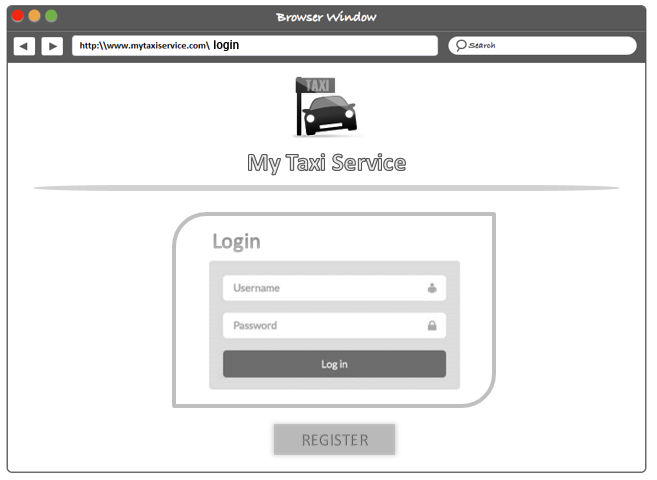 Browser Window
http:\\www.mytaxiservice.com\ login
Search
TAXI
My Taxi Service
Login
Username
Password
Log in
REGISTER